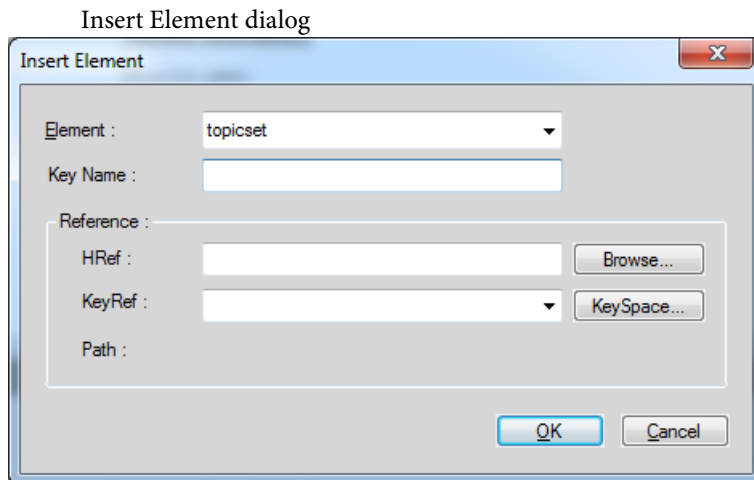 Insert Element dialog
Insert Element
Element : topicset
Key Name :
Reference :
HRef : Browse...
KeyRef : KeySpace...
Path :
OK Cancel